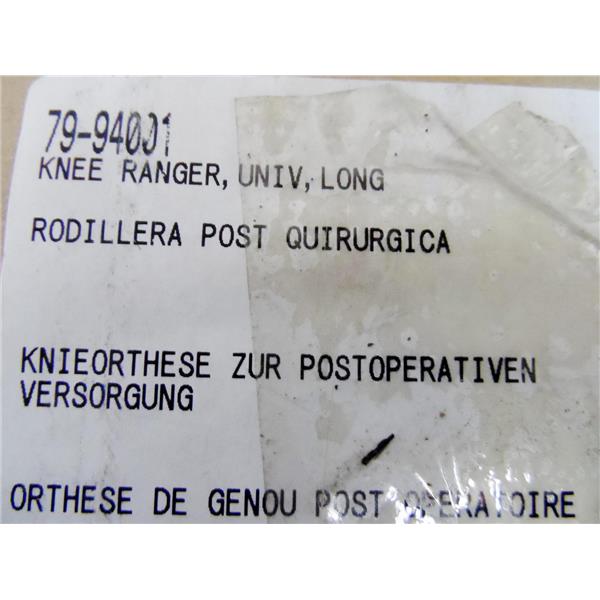 79-94001
KNEE RANGER, UNIV, LONG
RODILLERA POST QUIRURGICA
KNIEORTHESE ZUR POSTOPERATIVEN
VERSORGUNG
ORTHESE DE GENOU POST OPERATOIRE